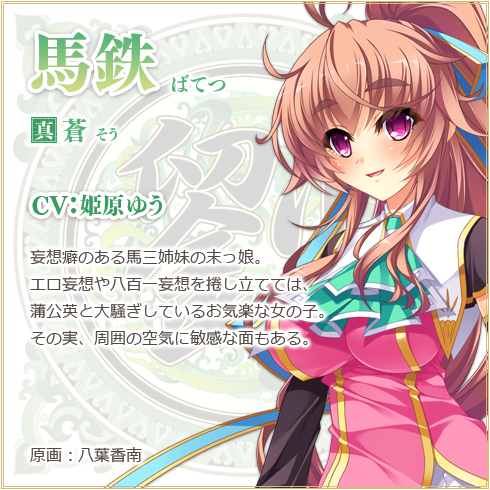 馬鉄 ばてつ
真 蒼 そう
CV:姫原ゆう
妄想癖のある馬三姉妹の末っ娘。
エロ妄想や八百一妄想を捲し立てては、
蒲公英と大騒ぎしているお気楽な女の子。
その実、周囲の空気に敏感な面もある。
原画：八葉香南